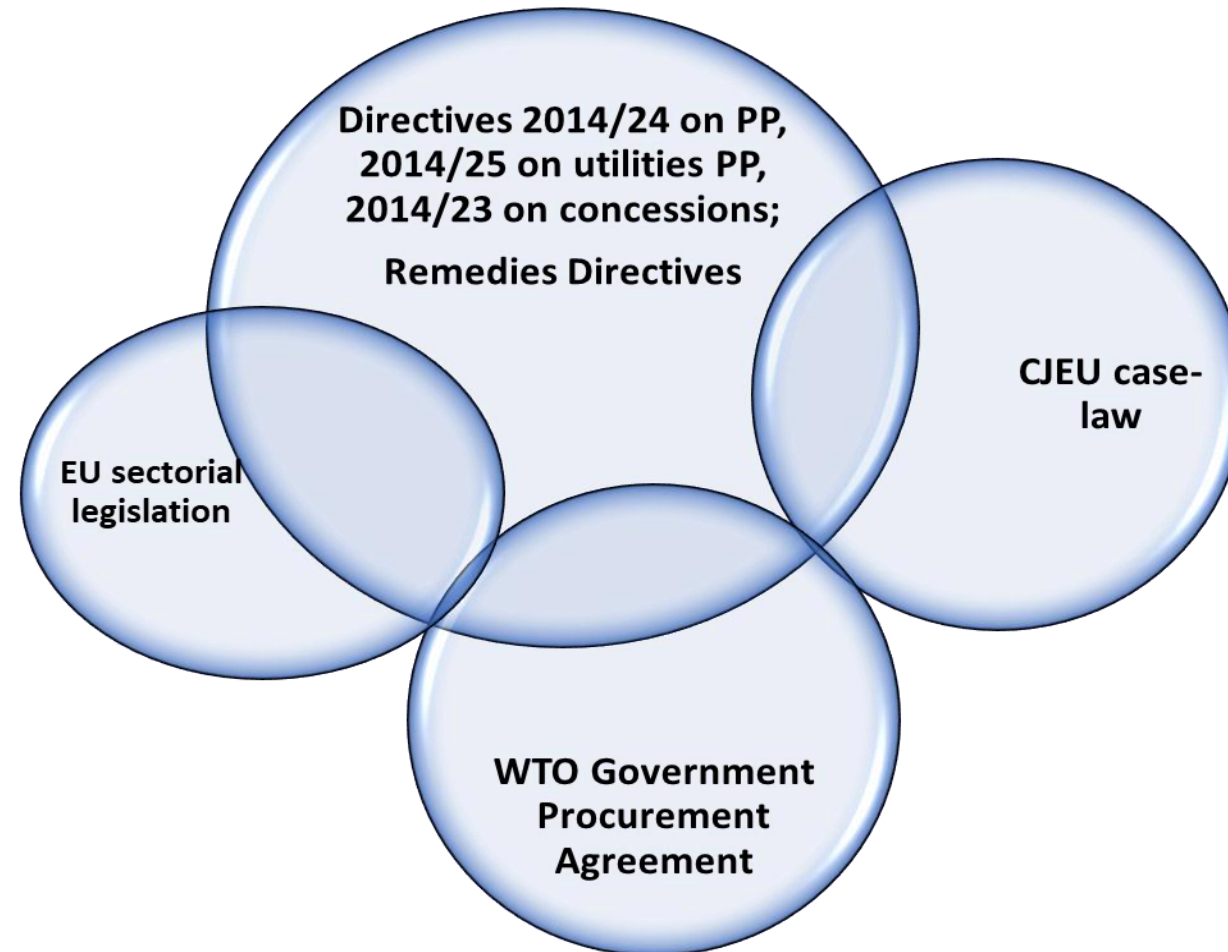 Directives 2014/24 on PP,
2014/25 on utilities PP,
2014/23 on concessions;
Remedies Directives
CJEU case-
law
EU sectorial
legislation
WTO Government
Procurement
Agreement